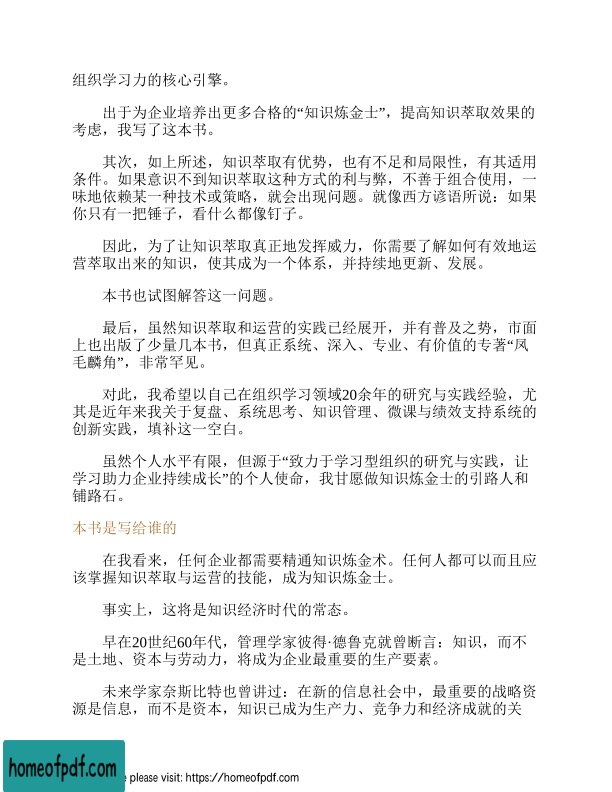 组织学习力的核心引擎。
出于为企业培养出更多合格的“知识炼金士”，提高知识萃取效果的
考虑，我写了这本书。
其次，如上所述，知识萃取有优势，也有不足和局限性，有其适用
条件。如果意识不到知识萃取这种方式的利与弊，不善于组合使用，一
味地依赖某一种技术或策略，就会出现问题。就像西方谚语所说：如果
你只有一把锤子，看什么都像钉子。
因此，为了让知识萃取真正地发挥威力，你需要了解如何有效地运
营萃取出来的知识，使其成为一个体系，并持续地更新、发展。
本书也试图解答这一问题。
最后，虽然知识萃取和运营的实践已经展开，并有普及之势，市面
上也出版了少量几本书，但真正系统、深入、专业、有价值的专著“凤
毛麟角”，非常罕见。
对此，我希望以自己在组织学习领域20余年的研究与实践经验，尤
其是近年来我关于复盘、系统思考、知识管理、微课与绩效支持系统的
创新实践，填补这一空白。
虽然个人水平有限，但源于“致力于学习型组织的研究与实践，让
学习助力企业持续成长”的个人使命，我甘愿做知识炼金士的引路人和
铺路石。
本书是写给谁的
在我看来，任何企业都需要精通知识炼金术。任何人都可以而且应
该掌握知识萃取与运营的技能，成为知识炼金士。
事实上，这将是知识经济时代的常态。
早在20世纪60年代，管理学家彼得·德鲁克就曾断言：知识，而不
是土地、资本与劳动力，将成为企业最重要的生产要素。
未来学家奈斯比特也曾讲过：在新的信息社会中，最重要的战略资
源是信息，而不是资本，知识已成为生产力、竞争力和经济成就的关
homeofpdf.com
e please visit: https://homeofpdf.com